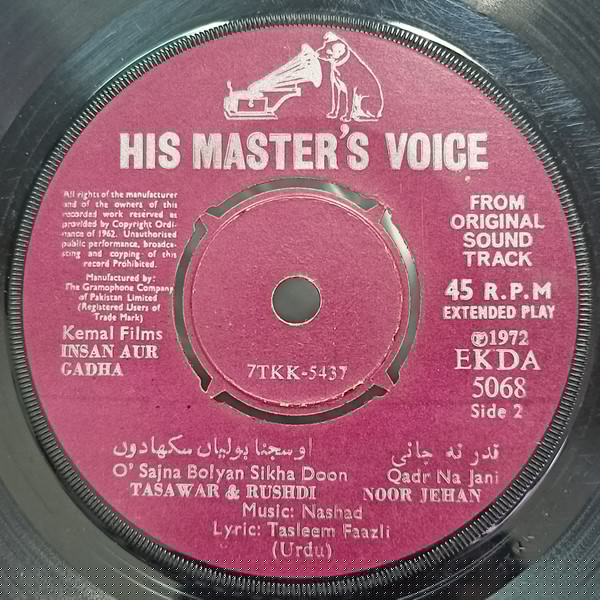 HIS MASTER'S VOICE
All rights of the manufacturer
and of the owners of this
recorded work reserved as
provided by Copyright Ordi-
nance of 1962. Unauthorised
public performance, broadcas-
sting and copying of this
record Prohibited.
Manufactured by:
The Gramophone Company
of Pakistan Limited
(Registered Users of
Trade Mark)
Kemal Films
INSAN AUR
GADHA
FROM
ORIGINAL
SOUND
TRACK
45 R.P.M
EXTENDED PLAY
℗1972
EKDA
5068
Side 2
7TKK-5437
قدر نہ جانی
او سجنا بولیاں سکھادوں
O' Sajna Bolyan Sikha Doon Qadr Na Jani
TASAWAR & RUSHDI NOOR JEHAN
Music: Nashad
Lyric: Tasleem Faazli
(Urdu)